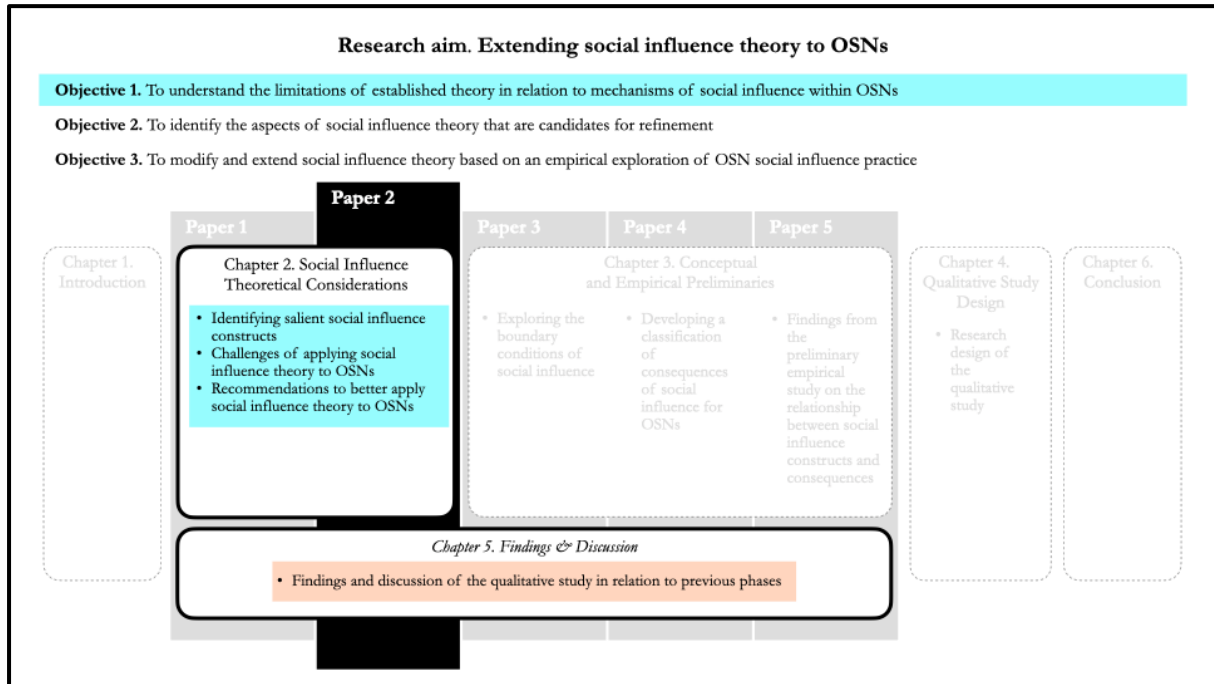 Research aim. Extending social influence theory to OSNs
Objective 1. To understand the limitations of established theory in relation to mechanisms of social influence within OSNs
Objective 2. To identify the aspects of social influence theory that are candidates for refinement
Objective 3. To modify and extend social influence theory based on an empirical exploration of OSN social influence practice
Paper 1
Paper 2
Paper 3
Paper 4
Paper 5
Chapter 1.
Introduction
Chapter 2. Social Influence
Theoretical Considerations
• Identifying salient social influence
constructs
• Challenges of applying social
influence theory to OSNs
• Recommendations to better apply
social influence theory to OSNs
Chapter 3. Conceptual
and Empirical Preliminaries
• Exploring the
boundary
conditions of
social influence
• Developing a
classification
of
consequences
of social
influence for
OSNs
• Findings from
the
preliminary
empirical
study on the
relationship
between social
influence
constructs and
consequences
Chapter 4.
Qualitative Study
Design
• Research
design of
the
qualitative
study
Chapter 6.
Conclusion
Chapter 5. Findings & Discussion
• Findings and discussion of the qualitative study in relation to previous phases